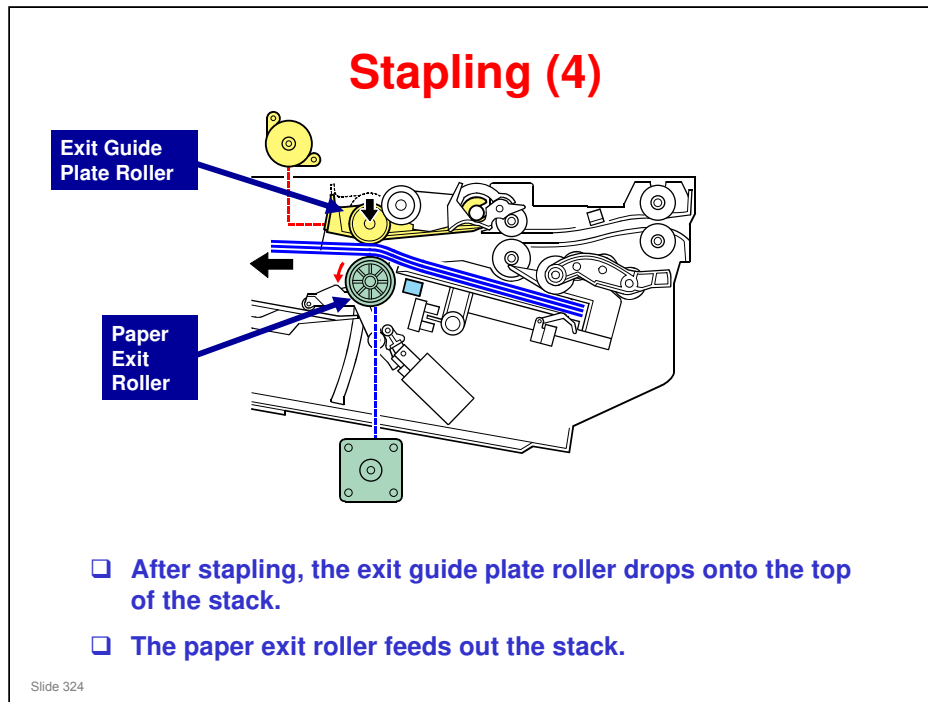 Stapling (4)
Exit Guide
Plate Roller
Paper
Exit
Roller
❑ After stapling, the exit guide plate roller drops onto the top
of the stack.
❑ The paper exit roller feeds out the stack.
Slide 324